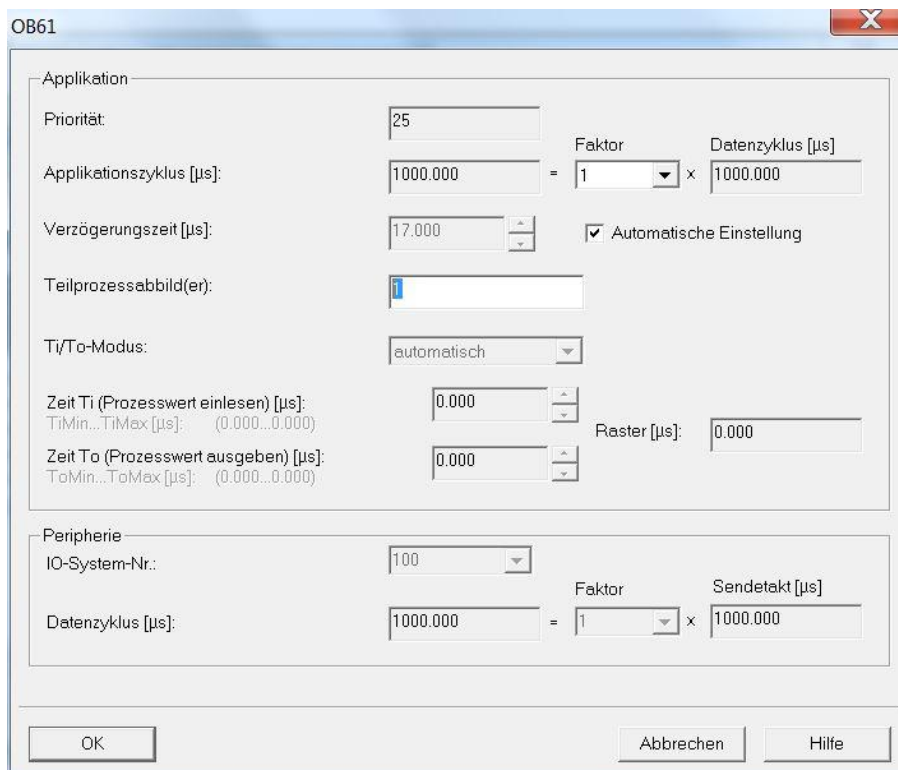 OB61
Applikation
Priorität: 25
Faktor Datenzyklus [µs]
Applikationszyklus [µs]: 1000.000 = 1 x 1000.000
Verzögerungszeit [µs]: 17.000 Automatische Einstellung
Teilprozessabbild(er): 1
Ti/To-Modus: automatisch
Zeit Ti (Prozesswert einlesen) [µs]: 0.000
TiMin...TiMax [µs]: (0.000...0.000)
Raster [µs]: 0.000
Zeit To (Prozesswert ausgeben) [µs]: 0.000
ToMin...ToMax [µs]: (0.000...0.000)
Peripherie
IO-System-Nr.: 100
Faktor Sendetakt [µs]
Datenzyklus [µs]: 1000.000 = 1 x 1000.000
OK Abbrechen Hilfe